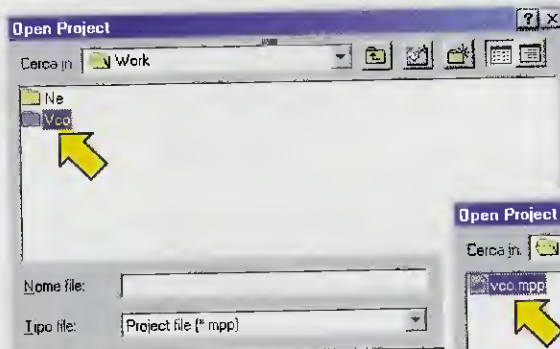 Open Project
Cerca in: Work
Ne
Vco
Nome file:
Tipo file: Project file (*.mpp)
Open Project
Cerca in:
vco.mpp